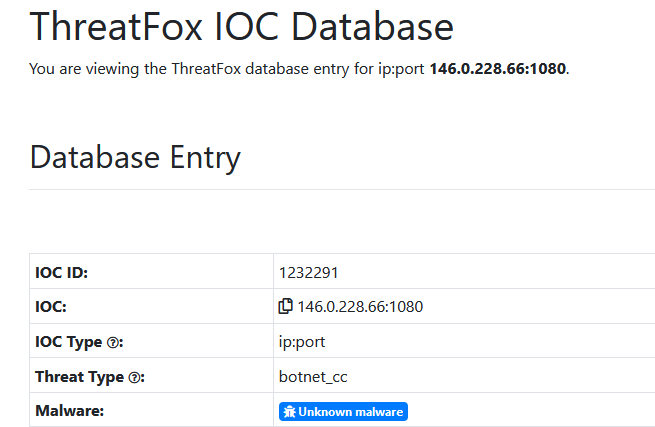 ThreatFox IOC Database
You are viewing the ThreatFox database entry for ip:port 146.0.228.66:1080.
Database Entry
IOC ID: 1232291
IOC: 146.0.228.66:1080
IOC Type ?: ip:port
Threat Type ?: botnet_cc
Malware: Unknown malware